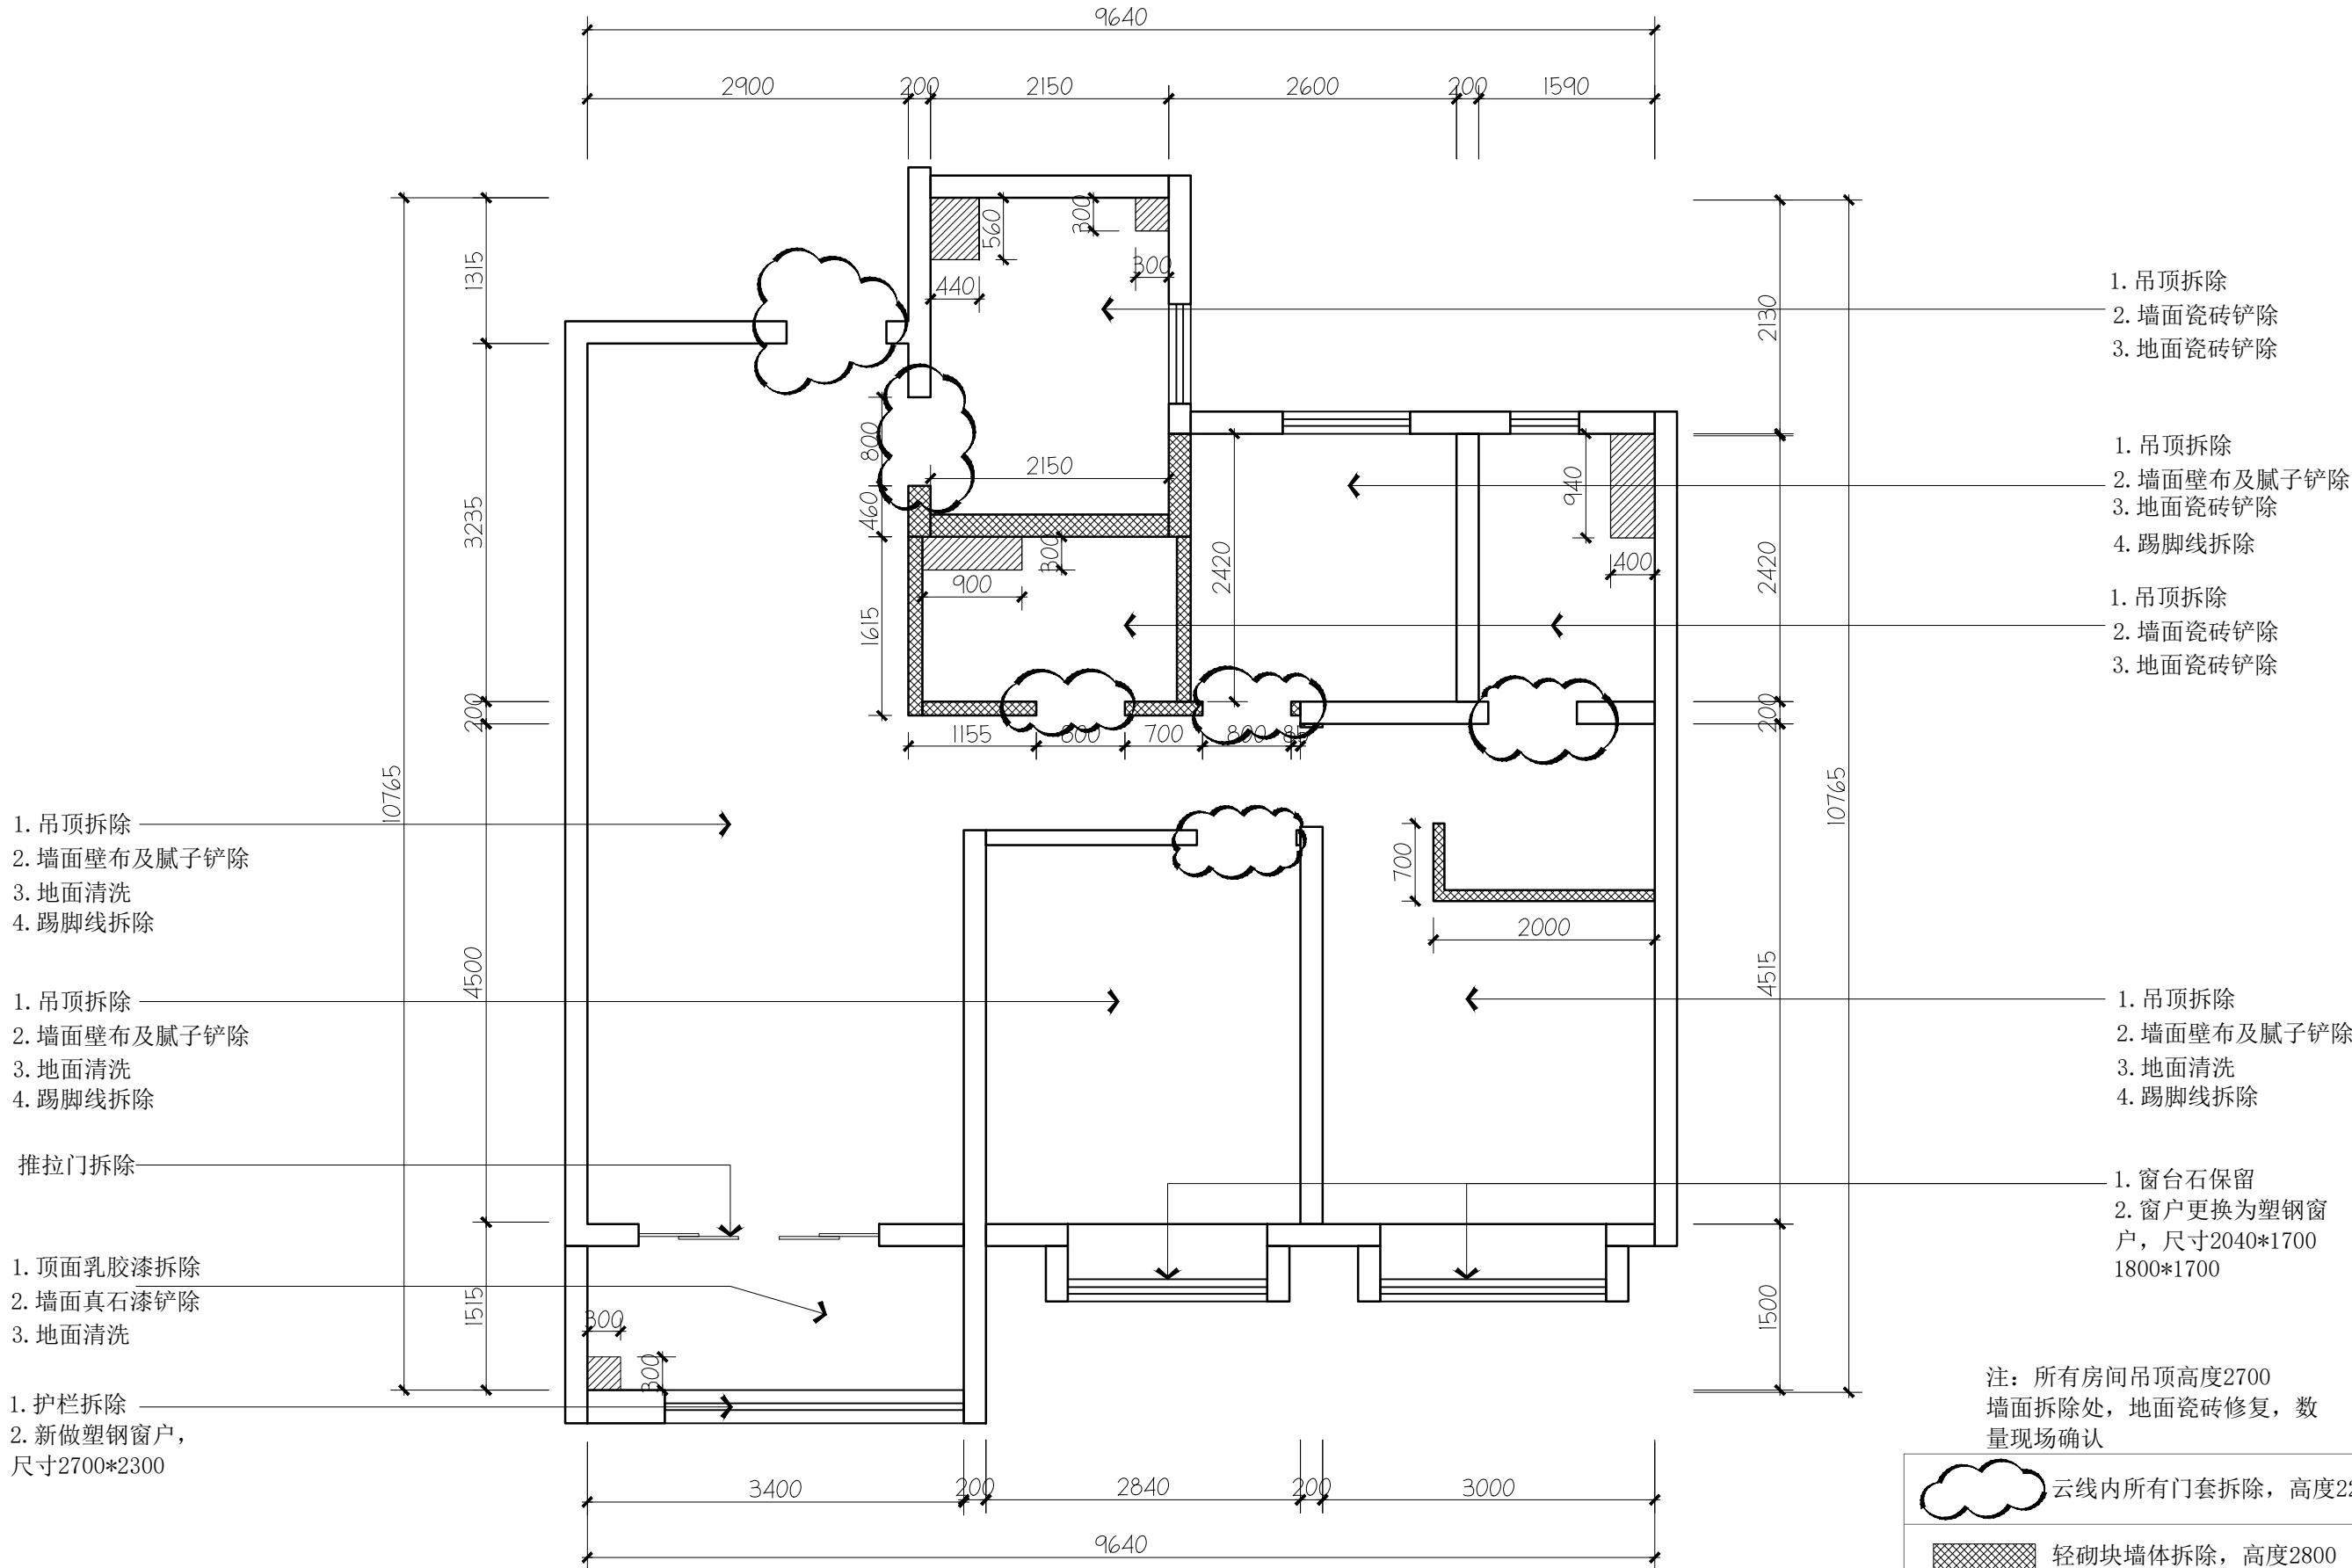 9640
2900
200
2150
2600
200
1590
1315
3235
200
4500
1515
10765
560
300
440
300
800
460
2150
1615
900
300
2420
940
400
1155
800
700
800
85
700
2000
2130
2420
200
4515
1500
10765
300
300
1.吊顶拆除
2.墙面瓷砖铲除
3.地面瓷砖铲除
1.吊顶拆除
2.墙面壁布及腻子铲除
3.地面瓷砖铲除
4.踢脚线拆除
1.吊顶拆除
2.墙面瓷砖铲除
3.地面瓷砖铲除
1.吊顶拆除
2.墙面壁布及腻子铲除
3.地面清洗
4.踢脚线拆除
1.吊顶拆除
2.墙面壁布及腻子铲除
3.地面清洗
4.踢脚线拆除
推拉门拆除
1.顶面乳胶漆拆除
2.墙面真石漆铲除
3.地面清洗
1.护栏拆除
2.新做塑钢窗户，
尺寸2700*2300
1.吊顶拆除
2.墙面壁布及腻子铲除
3.地面清洗
4.踢脚线拆除
1.窗台石保留
2.窗户更换为塑钢窗
户，尺寸2040*1700
1800*1700
注：所有房间吊顶高度2700
墙面拆除处，地面瓷砖修复，数
量现场确认
云线内所有门套拆除，高度
轻砌块墙体拆除，高度2800
3400
200
2840
200
3000
9640